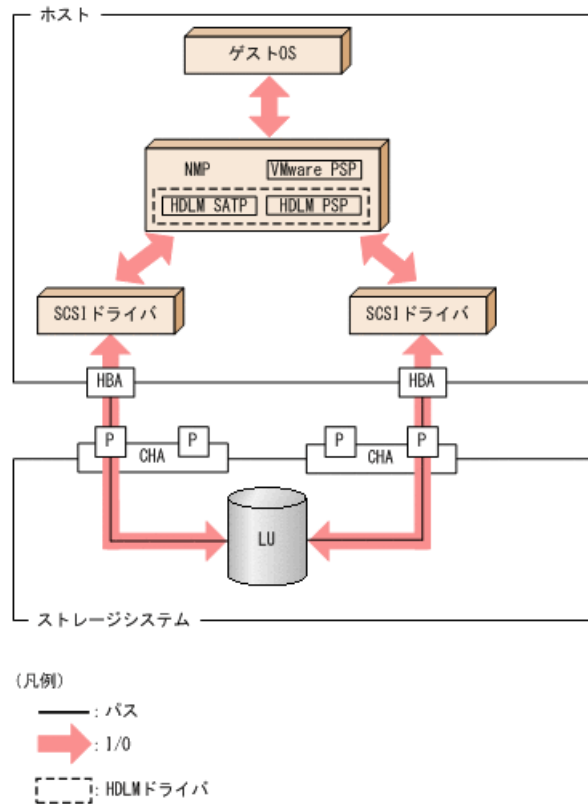 ホスト
ゲストOS
NMP
VMware PSP
HDLM SATP
HDLM PSP
SCSIドライバ
SCSIドライバ
HBA
HBA
P
P
P
P
CHA
CHA
LU
ストレージシステム
(凡例)
: パス
: I/O
: HDLMドライバ